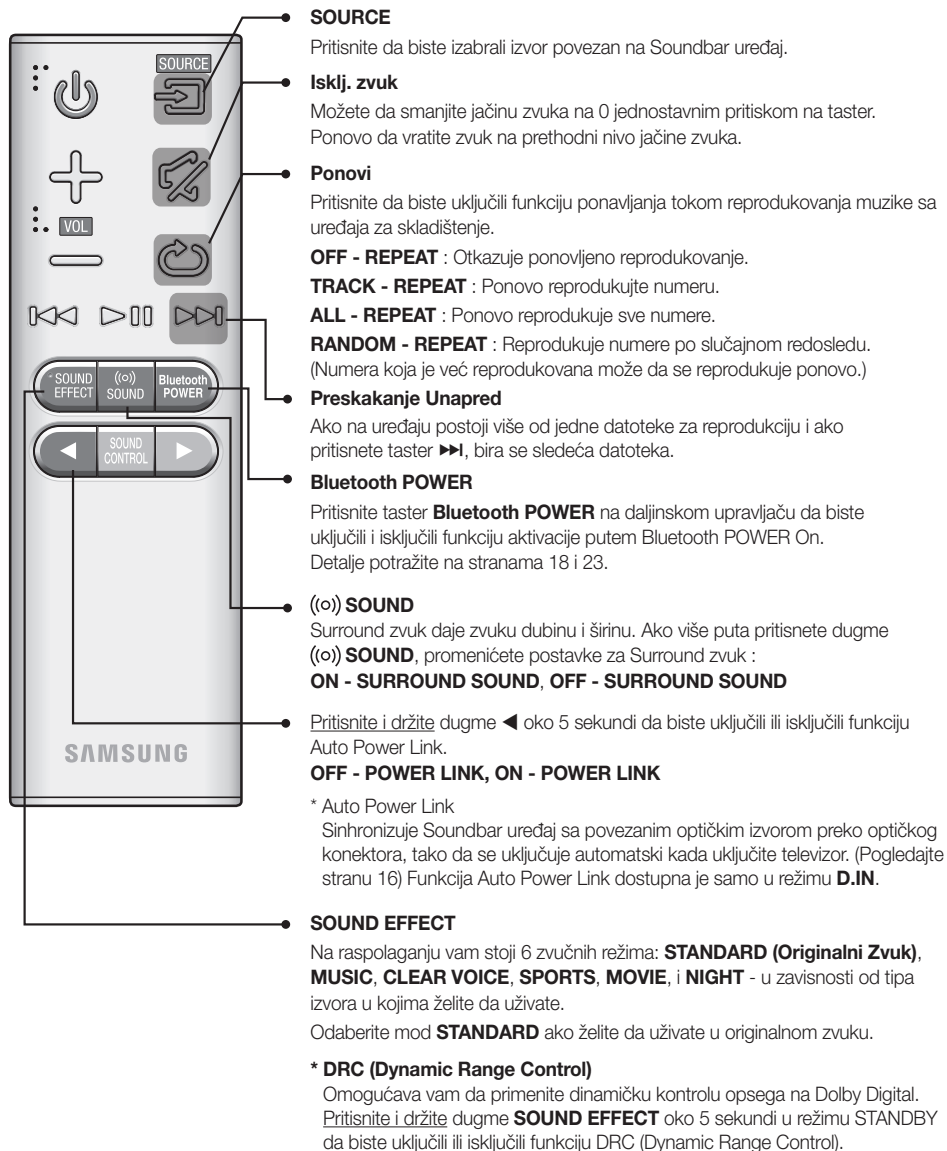 SOURCE
VOL
SOUND EFFECT
SOUND
Bluetooth POWER
SOUND CONTROL
SAMSUNG
SOURCE
Pritisnite da biste izabrali izvor povezan na Soundbar uređaj.
Isklj. zvuk
Možete da smanjite jačinu zvuka na 0 jednostavnim pritiskom na taster.
Ponovo da vratite zvuk na prethodni nivo jačine zvuka.
Ponovi
Pritisnite da biste uključili funkciju ponavljanja tokom reprodukovanja muzike sa
uređaja za skladištenje.
OFF - REPEAT : Otkazuje ponovljeno reprodukovanje.
TRACK - REPEAT : Ponovo reprodukujte numeru.
ALL - REPEAT : Ponovo reprodukuje sve numere.
RANDOM - REPEAT : Reprodukuje numere po slučajnom redosledu.
(Numera koja je već reprodukovana može da se reprodukuje ponovo.)
Preskakanje Unapred
Ako na uređaju postoji više od jedne datoteke za reprodukciju i ako
pritisnete taster ▶▶I, bira se sledeća datoteka.
Bluetooth POWER
Pritisnite taster Bluetooth POWER na daljinskom upravljaču da biste
uključili i isključili funkciju aktivacije putem Bluetooth POWER On.
Detalje potražite na stranama 18 i 23.
((o)) SOUND
Surround zvuk daje zvuku dubinu i širinu. Ako više puta pritisnete dugme
((o)) SOUND, promenićete postavke za Surround zvuk :
ON - SURROUND SOUND, OFF - SURROUND SOUND
Pritisnite i držite dugme ◀ oko 5 sekundi da biste uključili ili isključili funkciju
Auto Power Link.
OFF - POWER LINK, ON - POWER LINK
* Auto Power Link
Sinhronizuje Soundbar uređaj sa povezanim optičkim izvorom preko optičkog
konektora, tako da se uključuje automatski kada uključite televizor. (Pogledajte
stranu 16) Funkcija Auto Power Link dostupna je samo u režimu D.IN.
SOUND EFFECT
Na raspolaganju vam stoji 6 zvučnih režima: STANDARD (Originalni Zvuk),
MUSIC, CLEAR VOICE, SPORTS, MOVIE, i NIGHT - u zavisnosti od tipa
izvora u kojima želite da uživate.
Odaberite mod STANDARD ako želite da uživate u originalnom zvuku.
* DRC (Dynamic Range Control)
Omogućava vam da primenite dinamičku kontrolu opsega na Dolby Digital.
Pritisnite i držite dugme SOUND EFFECT oko 5 sekundi u režimu STANDBY
da biste uključili ili isključili funkciju DRC (Dynamic Range Control).